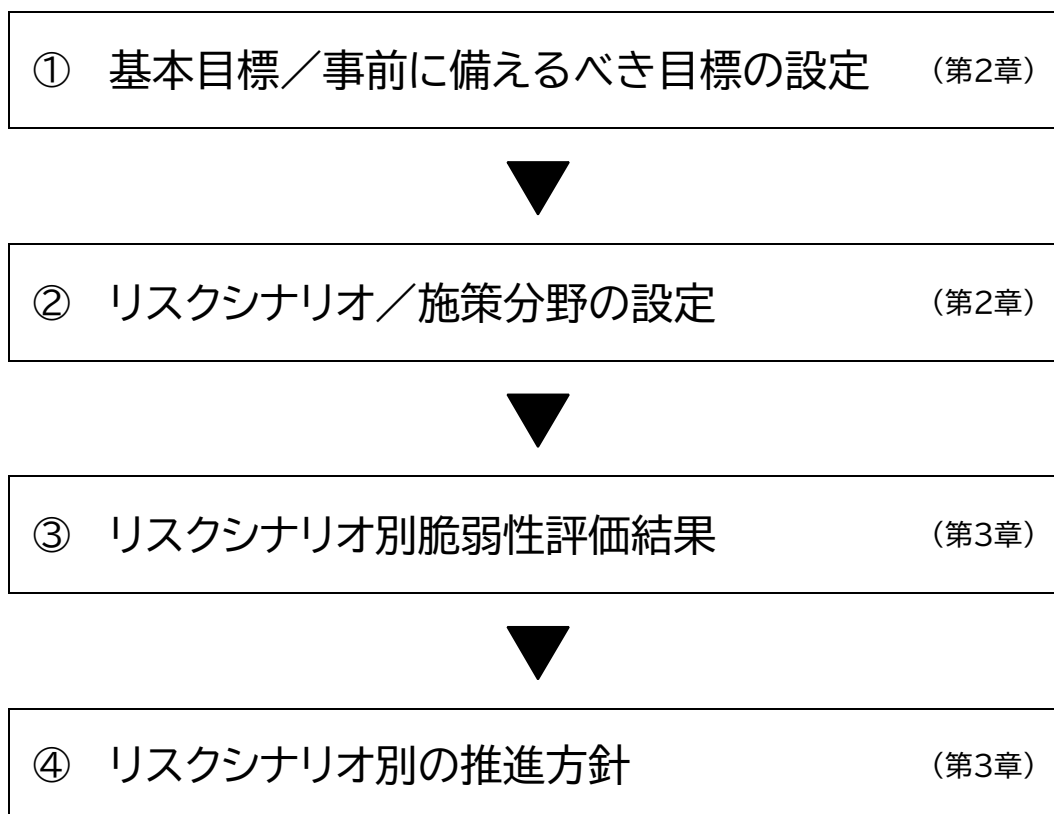 ① 基本目標／事前に備えるべき目標の設定 （第2章）
② リスクシナリオ／施策分野の設定 （第2章）
③ リスクシナリオ別脆弱性評価結果 （第3章）
④ リスクシナリオ別の推進方針 （第3章）